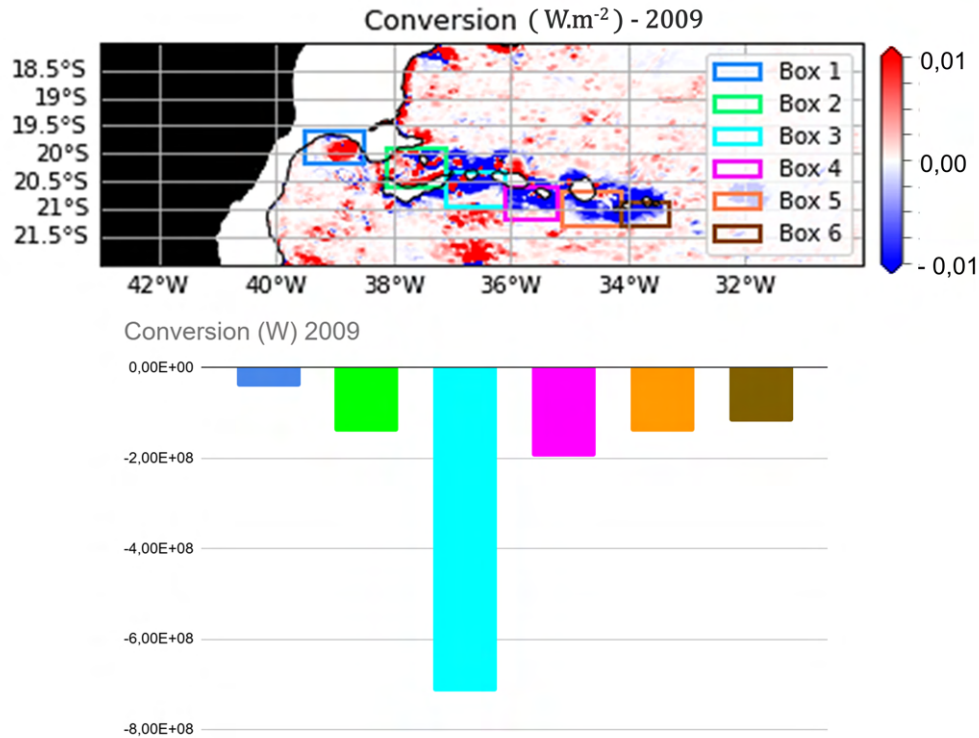 Conversion ( W.m-2 ) - 2009
18.5°S
19°S
19.5°S
20°S
20.5°S
21°S
21.5°S
42°W 40°W 38°W 36°W 34°W 32°W
Box 1
Box 2
Box 3
Box 4
Box 5
Box 6
0,01
0,00
- 0,01
Conversion (W) 2009
0,00E+00
-2,00E+08
-4,00E+08
-6,00E+08
-8,00E+08